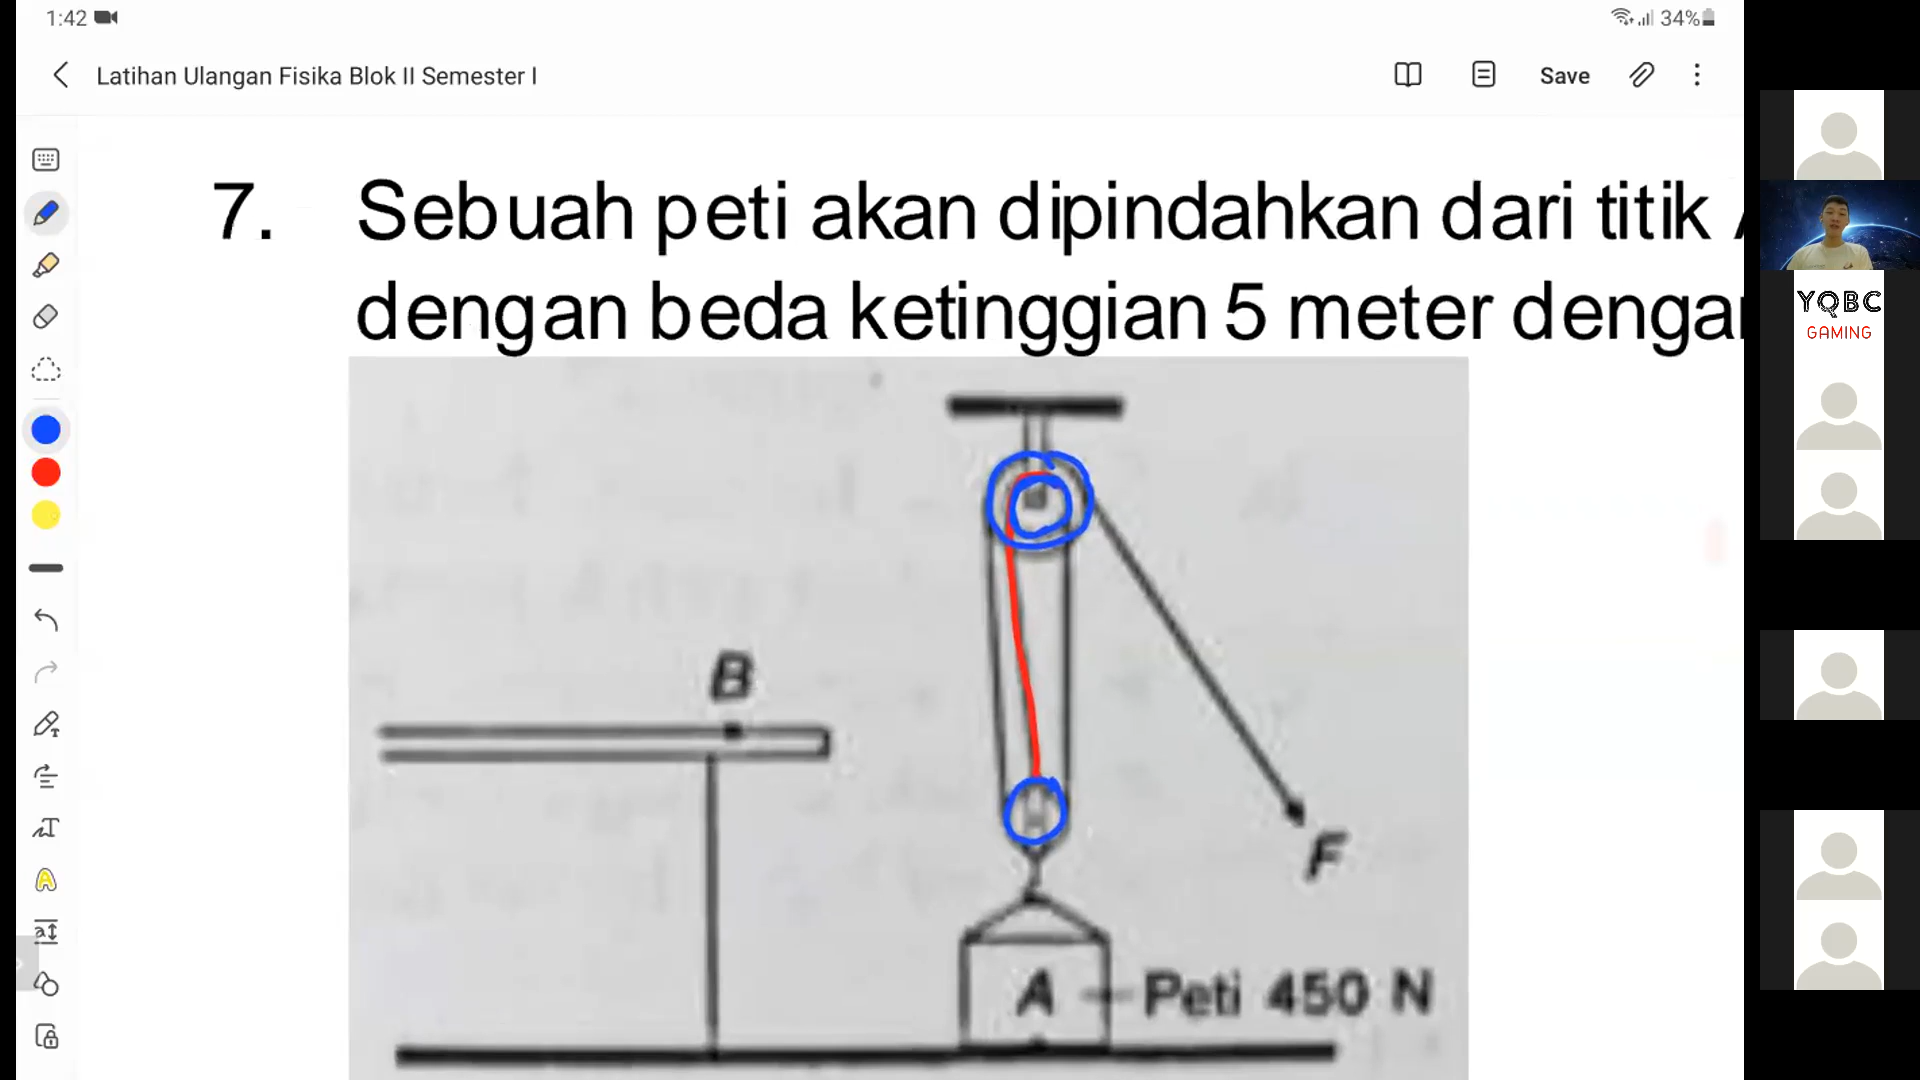 1:42
34%
Latihan Ulangan Fisika Blok II Semester I
Save
7. Sebuah peti akan dipindahkan dari titik
dengan beda ketinggian 5 meter
B
F
A
Peti 450 N
YQBC
GAMING